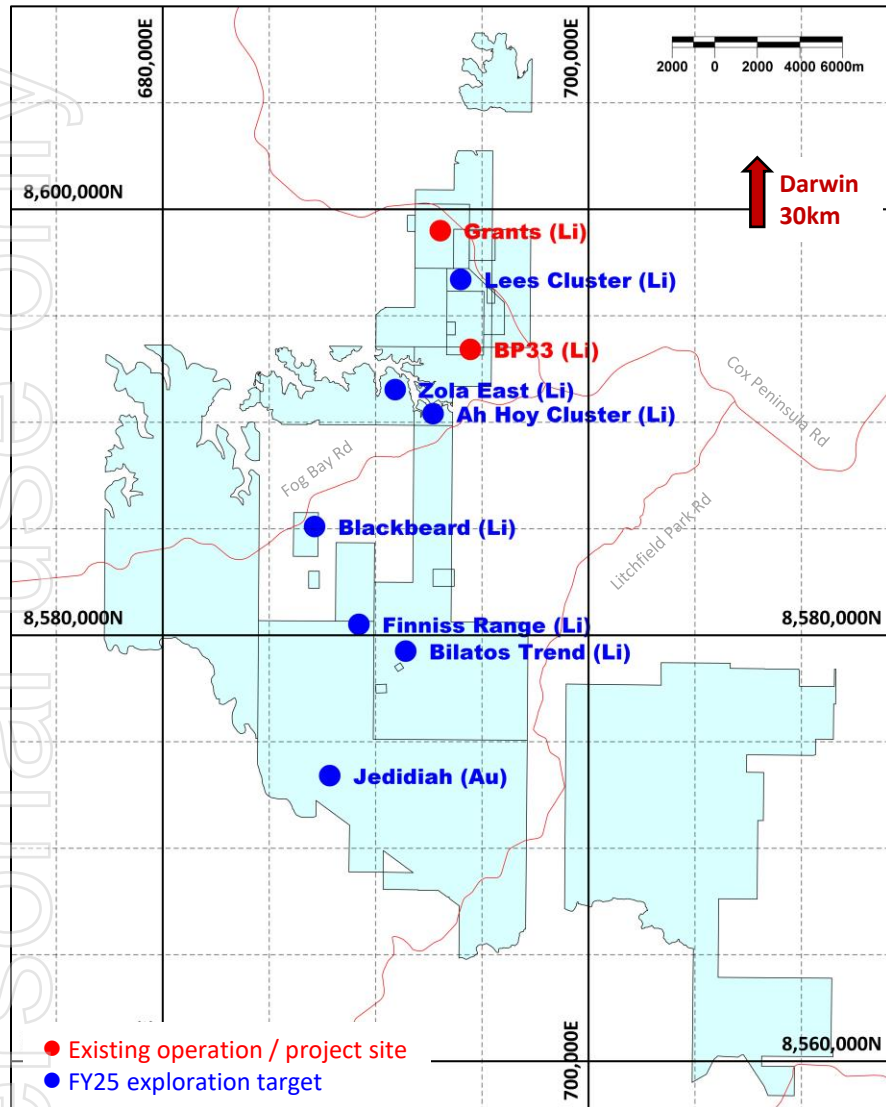 680,000E
700,000E
2000 0 2000 4000 6000m
8,600,000N
Darwin
30km
Grants (Li)
Lees Cluster (Li)
BP33 (Li)
Zola East (Li)
Ah Hoy Cluster (Li)
Cox Peninsula Rd
Fog Bay Rd
Litchfield Park Rd
Blackbeard (Li)
Finniss Range (Li)
8,580,000N
8,580,000N
Bilatos Trend (Li)
Jedidiah (Au)
700,000E
8,560,000N
Existing operation / project site
FY25 exploration target
ersonal use only